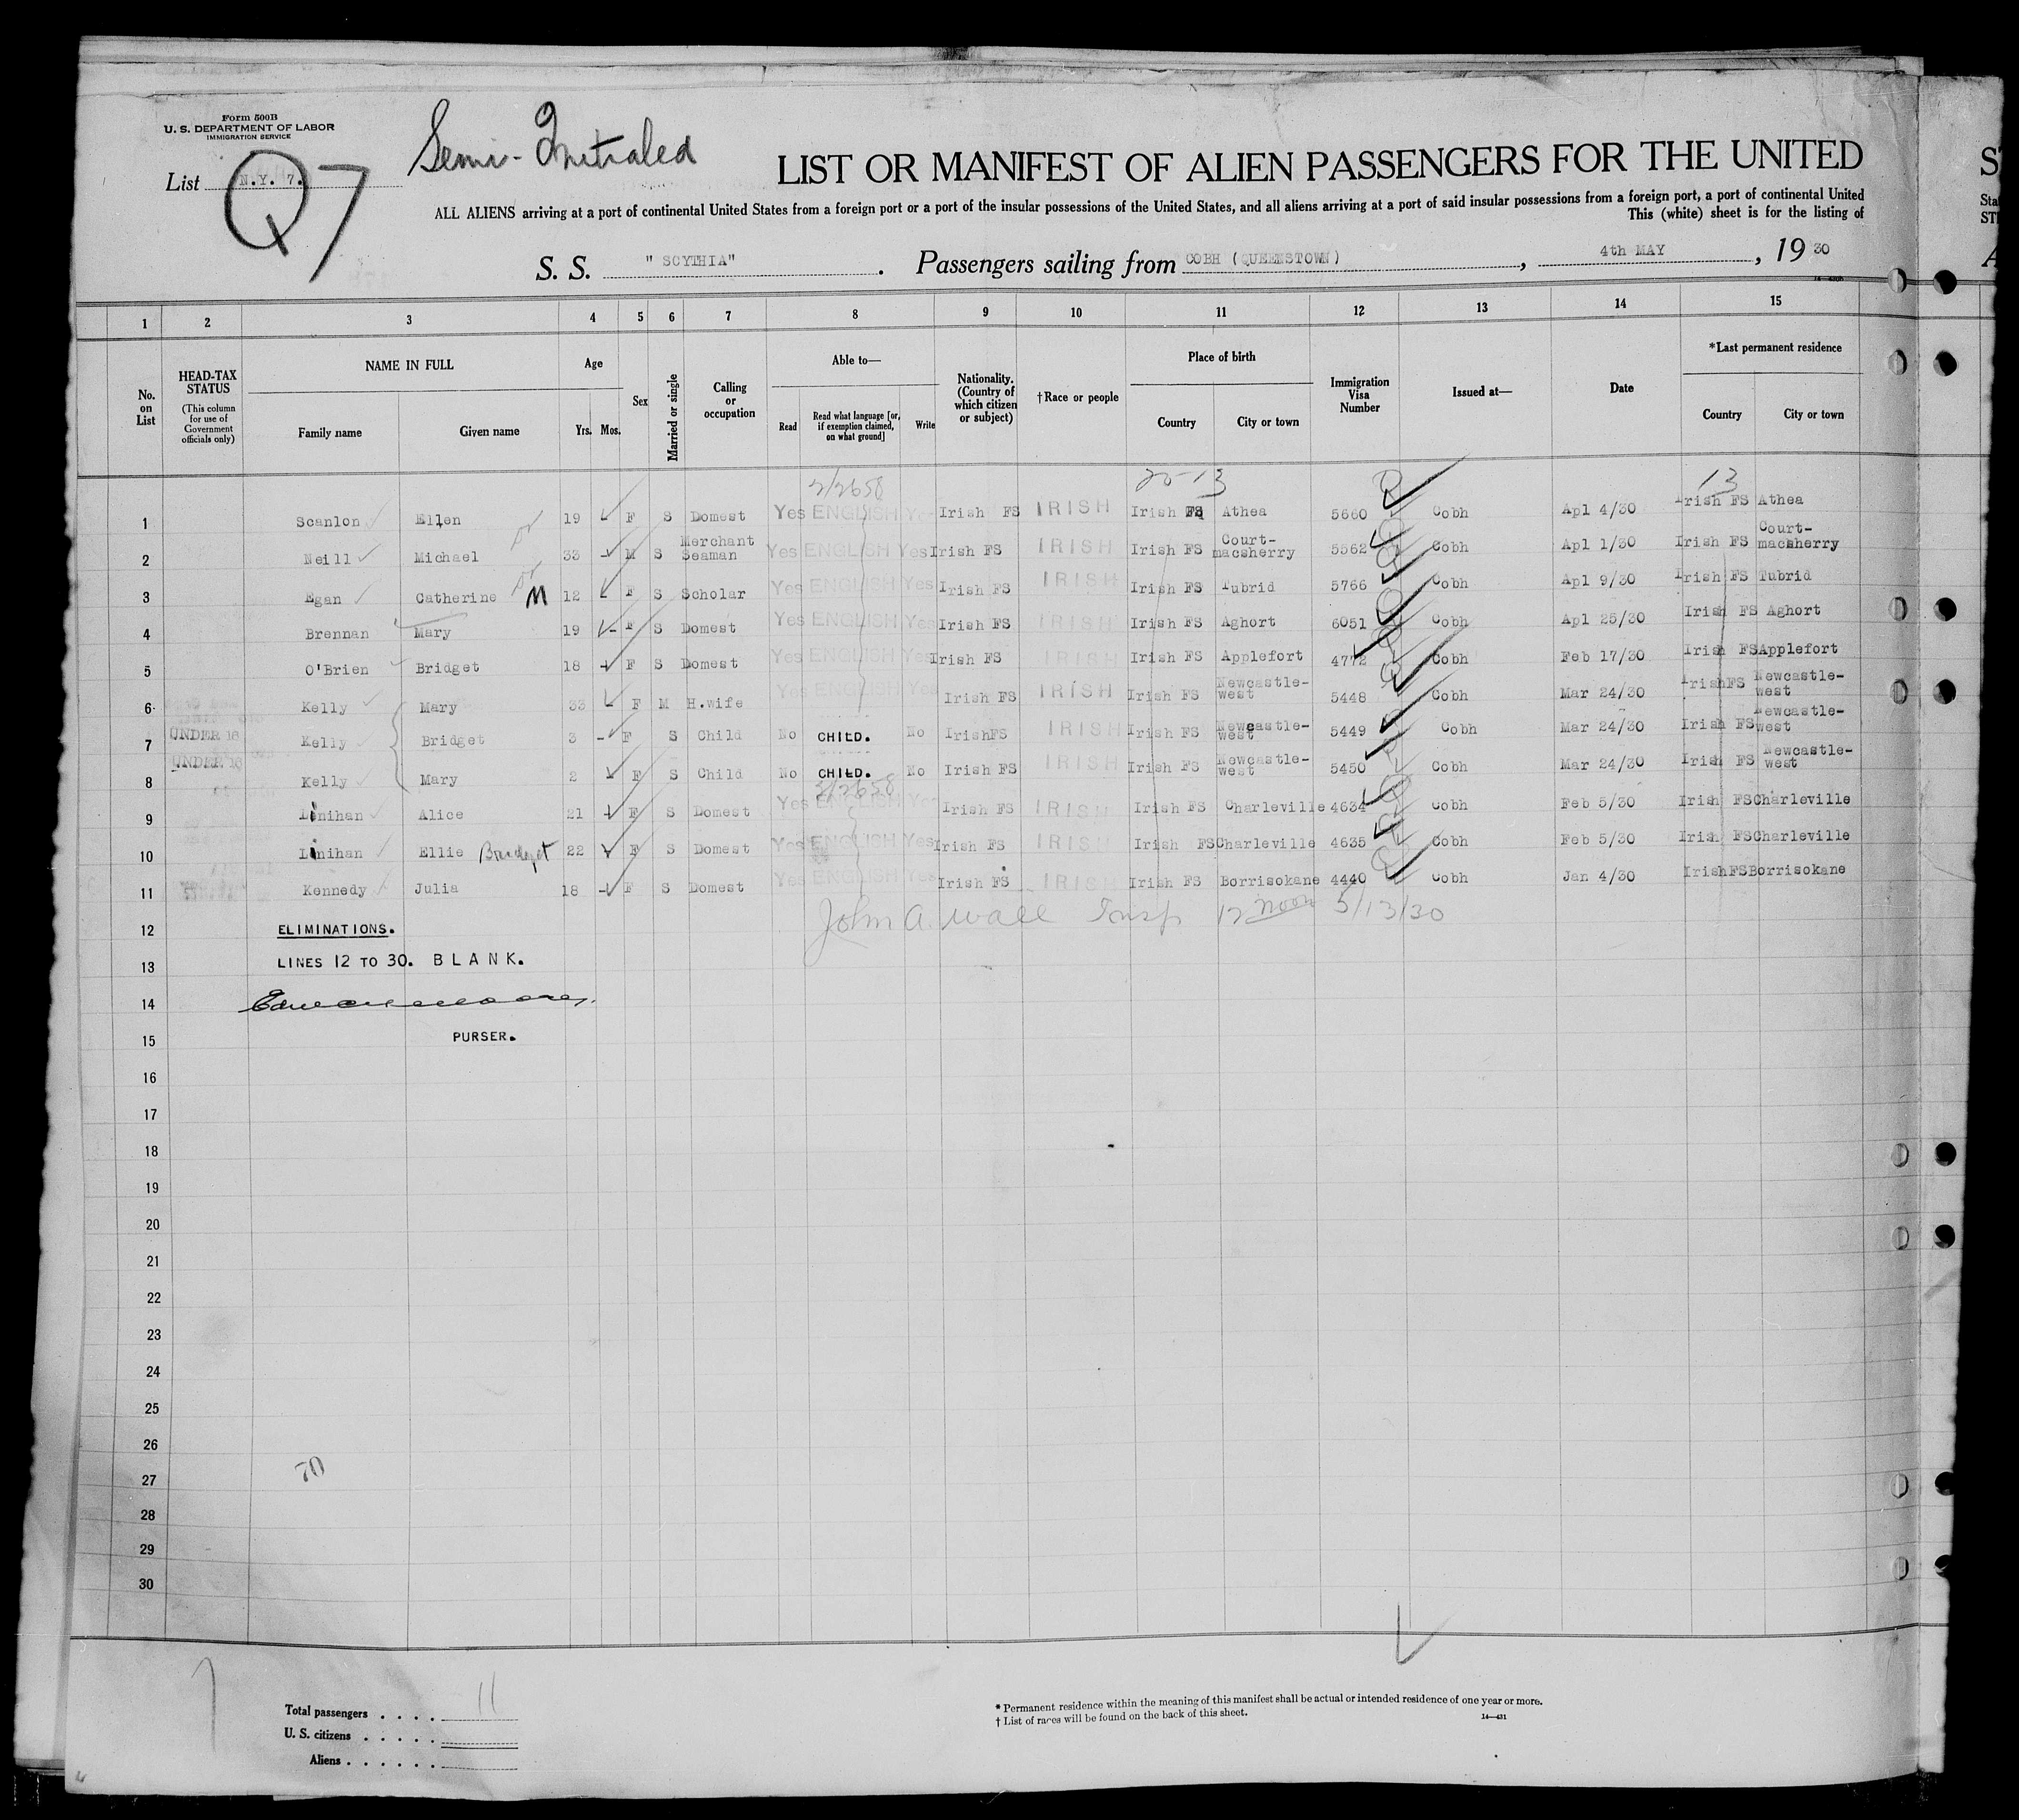 Form 500B
U. S. DEPARTMENT OF LABOR
IMMIGRATION SERVICE
Semi-Initialed
List N.Y. 7.
Q7
LIST OR MANIFEST OF ALIEN PASSENGERS FOR THE UNITED
ALL ALIENS arriving at a port of continental United States from a foreign port or a port of the insular possessions of the United States, and all aliens arriving at a port of said insular possessions from a foreign port, a port of continental United
This (white) sheet is for the listing of
S. S. " SCYTHIA" . Passengers sailing from COBH (QUEENSTOWN) , 4th MAY , 19 30
1 2 3 4 5 6 7 8 9 10 11 12 13 14 15
No. on List
HEAD-TAX STATUS (This column for use of Government officials only)
NAME IN FULL
Family name Given name
Age
Yrs. Mos.
Sex
Married or single
Calling or occupation
Able to—
Read Read what language [or, if exemption claimed, on what ground] Write
Nationality. (Country of which citizen or subject)
†Race or people
Place of birth
Country City or town
Immigration Visa Number
Issued at—
Date
*Last permanent residence
Country City or town
2/2658 25-13 13
1 Scanlon Ellen 19 - F S Domest Yes ENGLISH Yes Irish FS IRISH Irish FS Athea 5660 Cobh Apl 4/30 Irish FS Athea
2 Neill Michael 33 - M S Merchant Seaman Yes ENGLISH Yes Irish FS IRISH Irish FS Court-macsherry 5562 Cobh Apl 1/30 Irish FS Court-macsherry
3 Egan Catherine M 12 - F S Scholar Yes ENGLISH Yes Irish FS IRISH Irish FS Tubrid 5766 Cobh Apl 9/30 Irish FS Tubrid
4 Brennan Mary 19 - F S Domest Yes ENGLISH Yes Irish FS IRISH Irish FS Aghort 6051 Cobh Apl 25/30 Irish FS Aghort
5 O'Brien Bridget 18 - F S Domest Yes ENGLISH Yes Irish FS IRISH Irish FS Applefort 4772 Cobh Feb 17/30 Irish FS Applefort
6 Kelly Mary 33 - F M H.wife Yes ENGLISH Yes Irish FS IRISH Irish FS Newcastle-west 5448 Cobh Mar 24/30 Irish FS Newcastle-west
7 UNDER 16 Kelly Bridget 3 - F S Child No CHILD. No IrishFS IRISH Irish FS Newcastle-west 5449 Cobh Mar 24/30 Irish FS Newcastle-west
8 UNDER 16 Kelly Mary 2 - F S Child No CHILD. No Irish FS IRISH Irish FS Newcastle-west 5450 Cobh Mar 24/30 Irish FS Newcastle-west
2/2658
9 Linihan Alice 21 - F S Domest Yes ENGLISH Yes Irish FS IRISH Irish FS Charleville 4634 Cobh Feb 5/30 Irish FS Charleville
10 Linihan Ellie Bridget 22 - F S Domest Yes ENGLISH Yes Irish FS IRISH Irish FS Charleville 4635 Cobh Feb 5/30 Irish FS Charleville
11 Kennedy Julia 18 - F S Domest Yes ENGLISH Yes Irish FS IRISH Irish FS Borrisokane 4440 Cobh Jan 4/30 IrishFS Borrisokane
John A. Wall Insp 12 noon 5/13/30
12 ELIMINATIONS.
13 LINES 12 TO 30. BLANK.
14
15 PURSER.
16
17
18
19
20
21
22
23
24
25
26
27 70
28
29
30
Total passengers . . . . 11
U. S. citizens . . . . .
Aliens . . . . . .
* Permanent residence within the meaning of this manifest shall be actual or intended residence of one year or more.
† List of races will be found on the back of this sheet.
14—431